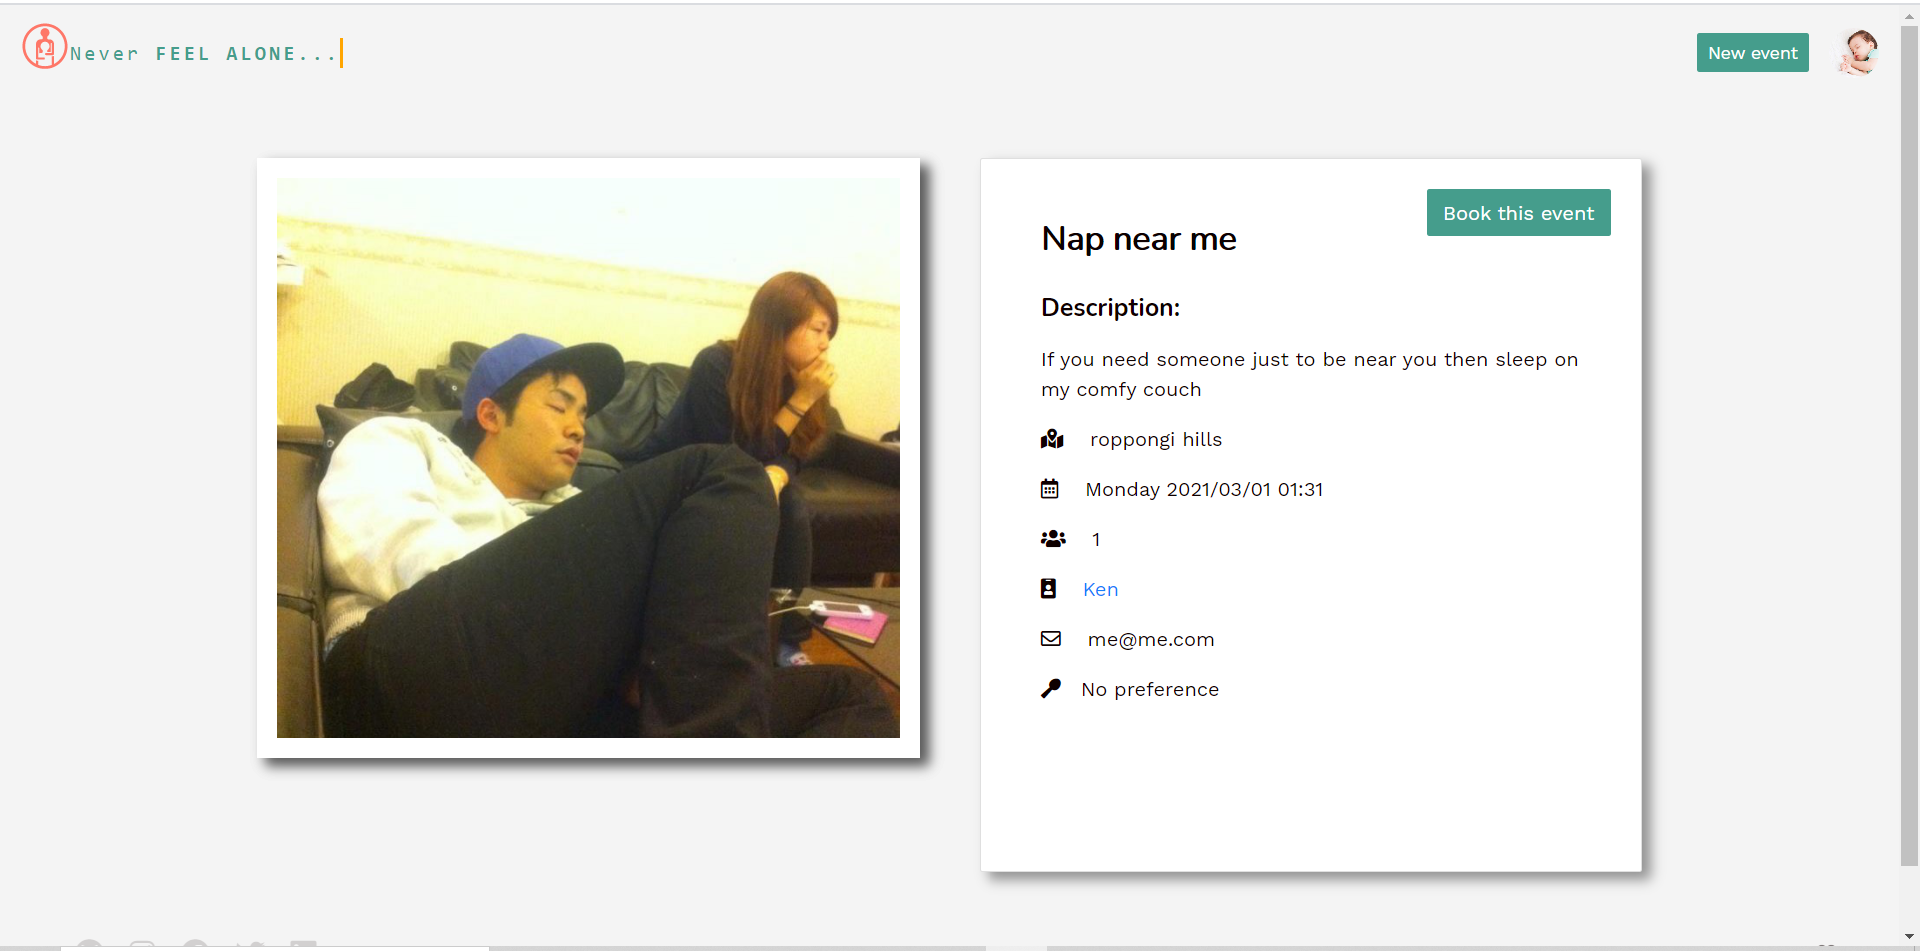 Never FEEL ALONE...
New event
Book this event
Nap near me
Description:
If you need someone just to be near you then sleep on
my comfy couch
roppongi hills
Monday 2021/03/01 01:31
1
Ken
me@me.com
No preference